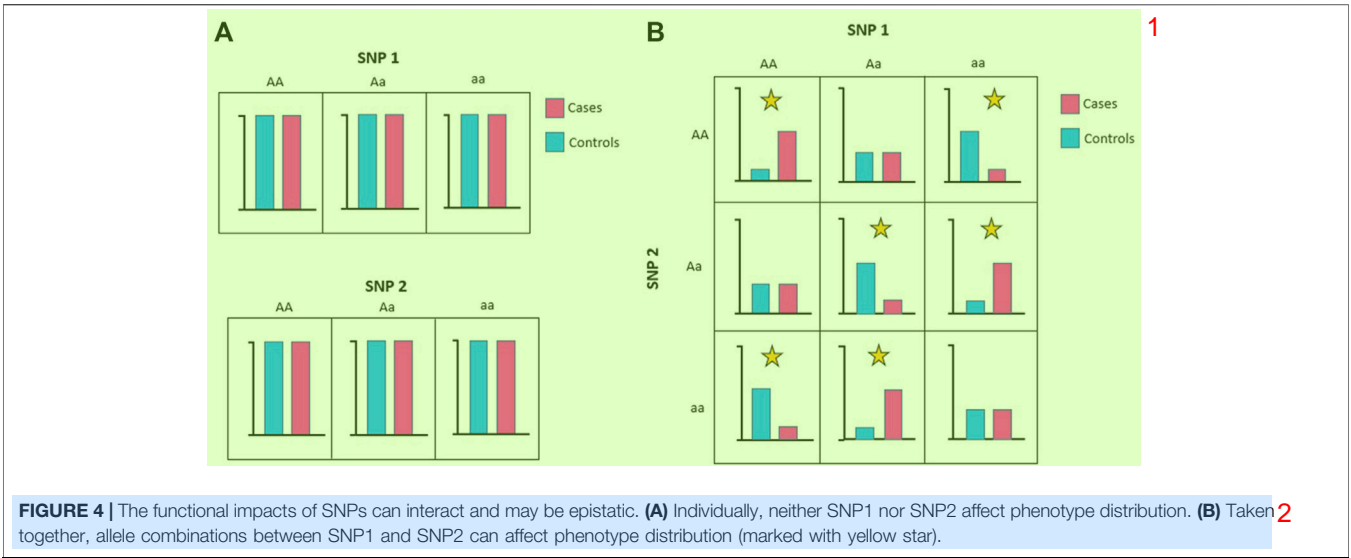 A
SNP 1
AA Aa aa
Cases
Controls
SNP 2
AA Aa aa
B
SNP 1
AA Aa aa
Cases
Controls
SNP 2
AA
Aa
aa
1
FIGURE 4 | The functional impacts of SNPs can interact and may be epistatic. (A) Individually, neither SNP1 nor SNP2 affect phenotype distribution. (B) Taken
together, allele combinations between SNP1 and SNP2 can affect phenotype distribution (marked with yellow star).
2